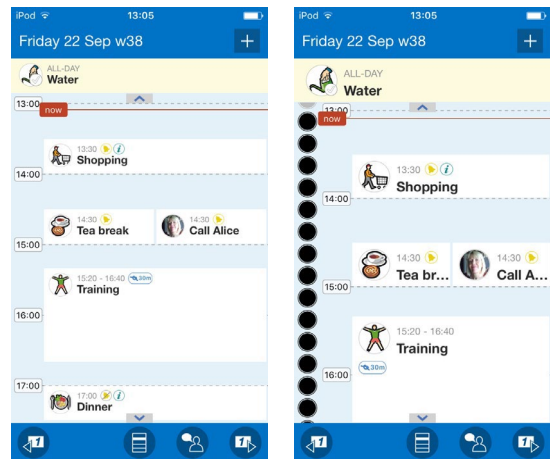 iPod 13:05
Friday 22 Sep w38 +
ALL-DAY
Water
13:00
now
13:30 i
Shopping
14:00
14:30
Tea break
14:30
Call Alice
15:00
15:20 - 16:40 30m
Training
16:00
17:00
17:00 i
Dinner
1
1
iPod 13:05
Friday 22 Sep w38 +
ALL-DAY
Water
13:00
now
13:30 i
Shopping
14:00
14:30
Tea br...
14:30
Call A...
15:00
15:20 - 16:40
Training
30m
16:00
1
1